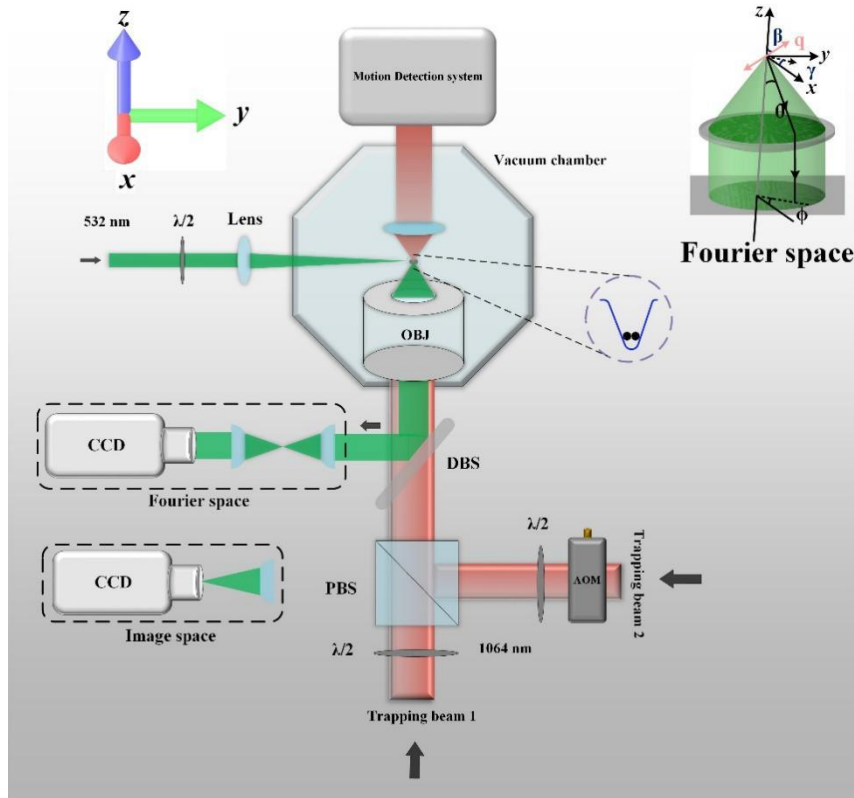 z
y
x
Motion Detection system
Vacuum chamber
532 nm
λ/2
Lens
OBJ
z
β
q
y
γ
x
θ
ϕ
Fourier space
CCD
Fourier space
DBS
CCD
Image space
PBS
λ/2
AOM
Trapping beam 2
λ/2
1064 nm
Trapping beam 1